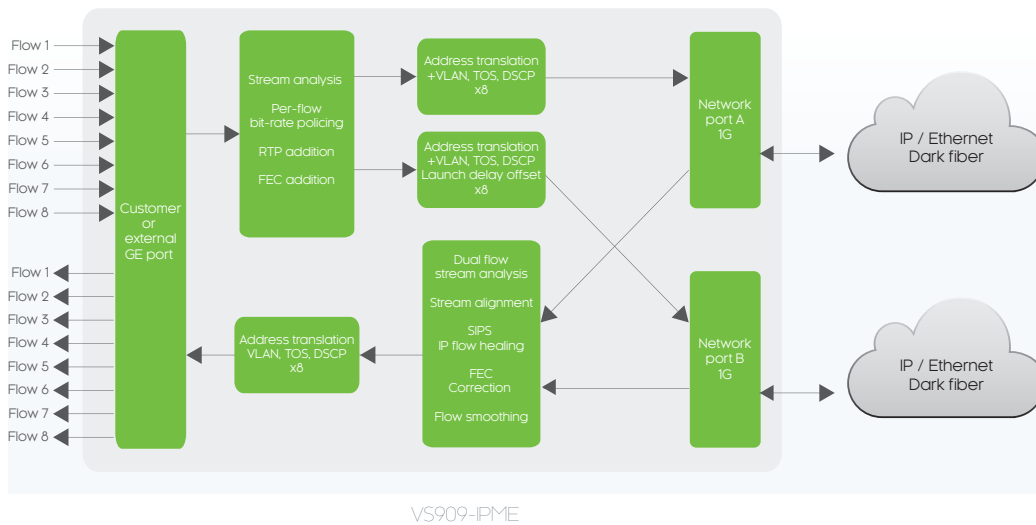 Flow 1
Flow 2
Flow 3
Flow 4
Flow 5
Flow 6
Flow 7
Flow 8
Flow 1
Flow 2
Flow 3
Flow 4
Flow 5
Flow 6
Flow 7
Flow 8
Customer
or
external
GE port
Stream analysis
Per-flow
bit-rate policing
RTP addition
FEC addition
Address translation
+VLAN, TOS, DSCP
x8
Address translation
+VLAN, TOS, DSCP
Launch delay offset
x8
Address translation
VLAN, TOS, DSCP
x8
Dual flow
stream analysis
Stream alignment
SIPS
IP flow healing
FEC
Correction
Flow smoothing
Network
port A
1G
Network
port B
1G
IP / Ethernet
Dark fiber
IP / Ethernet
Dark fiber
VS909-IPME